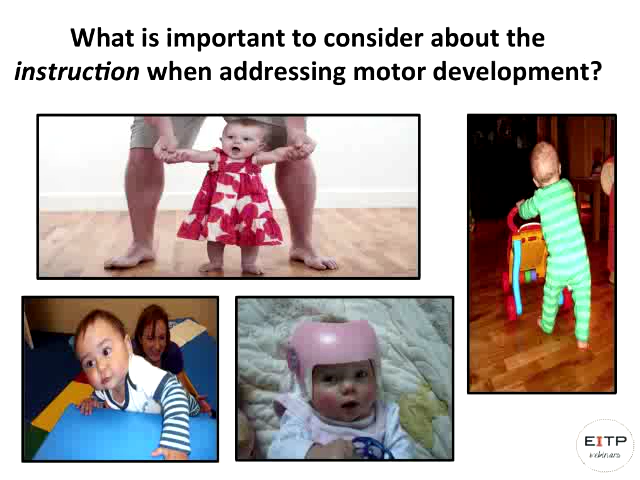 What is important to consider about the
instruction when addressing motor development?
EITP
webinars